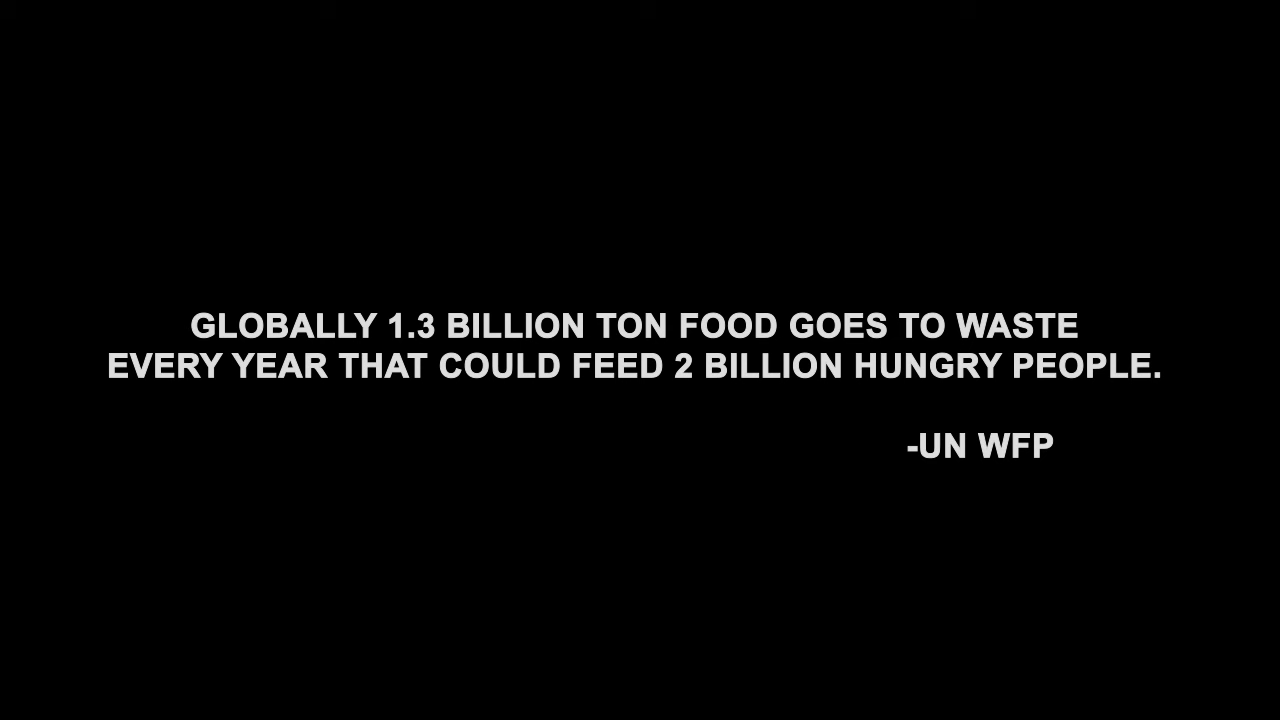 GLOBALLY 1.3 BILLION TON FOOD GOES TO WASTE
EVERY YEAR THAT COULD FEED 2 BILLION HUNGRY PEOPLE.
-UN WFP